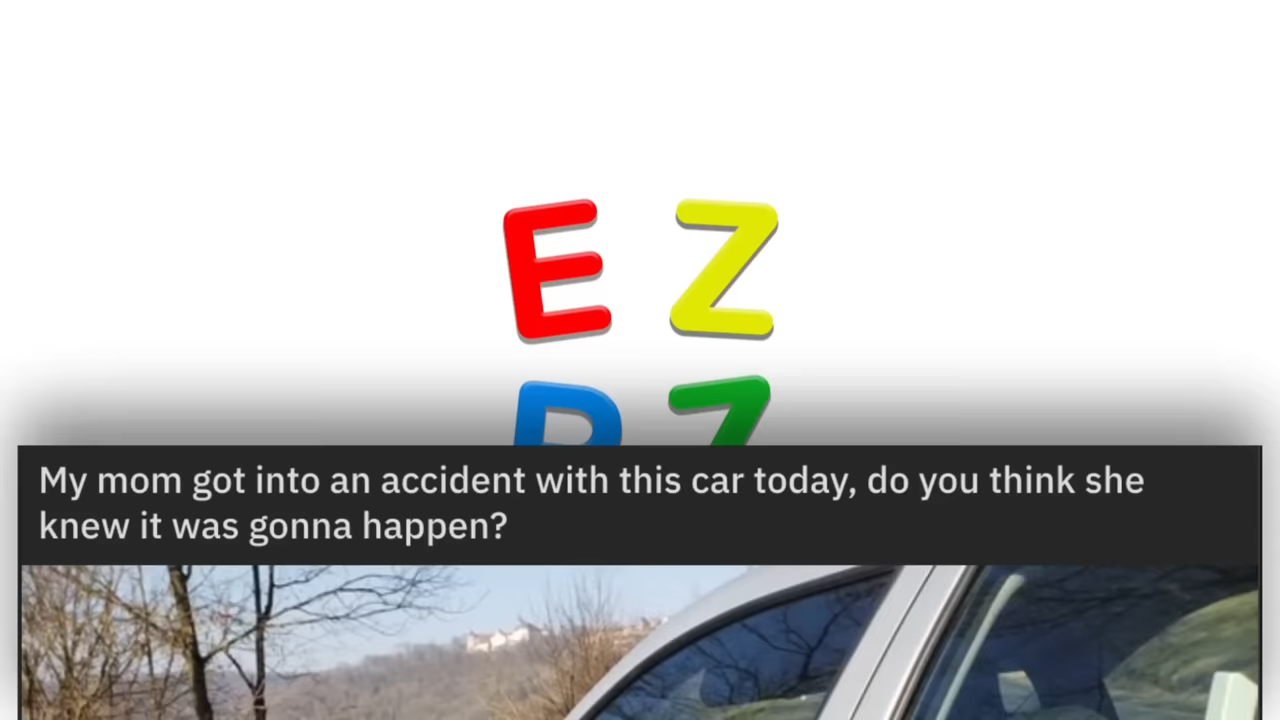 E Z
My mom got into an accident with this car today, do you think she
knew it was gonna happen?